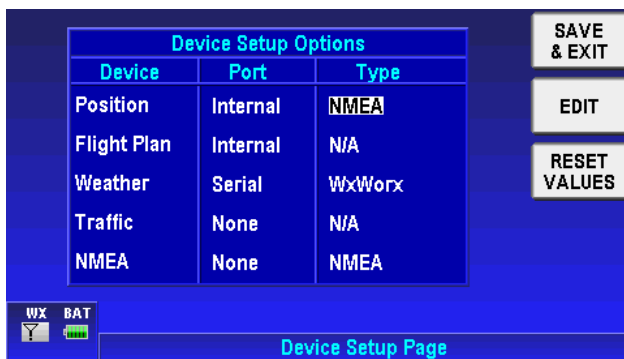 Device Setup Options
Device Port Type
Position Internal NMEA
Flight Plan Internal N/A
Weather Serial WxWorx
Traffic None N/A
NMEA None NMEA
SAVE
& EXIT
EDIT
RESET
VALUES
WX BAT
Device Setup Page